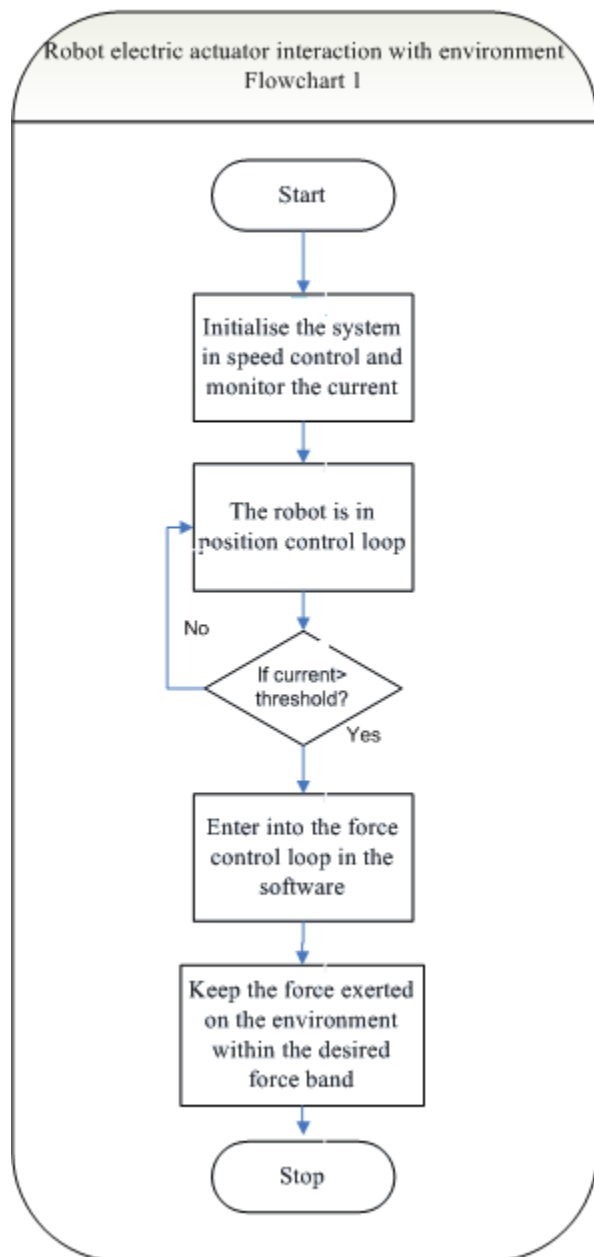 Robot electric actuator interaction with environment
Flowchart 1
Start
Initialise the system
in speed control and
monitor the current
The robot is in
position control loop
No
If current>
threshold?
Yes
Enter into the force
control loop in the
software
Keep the force exerted
on the environment
within the desired
force band
Stop